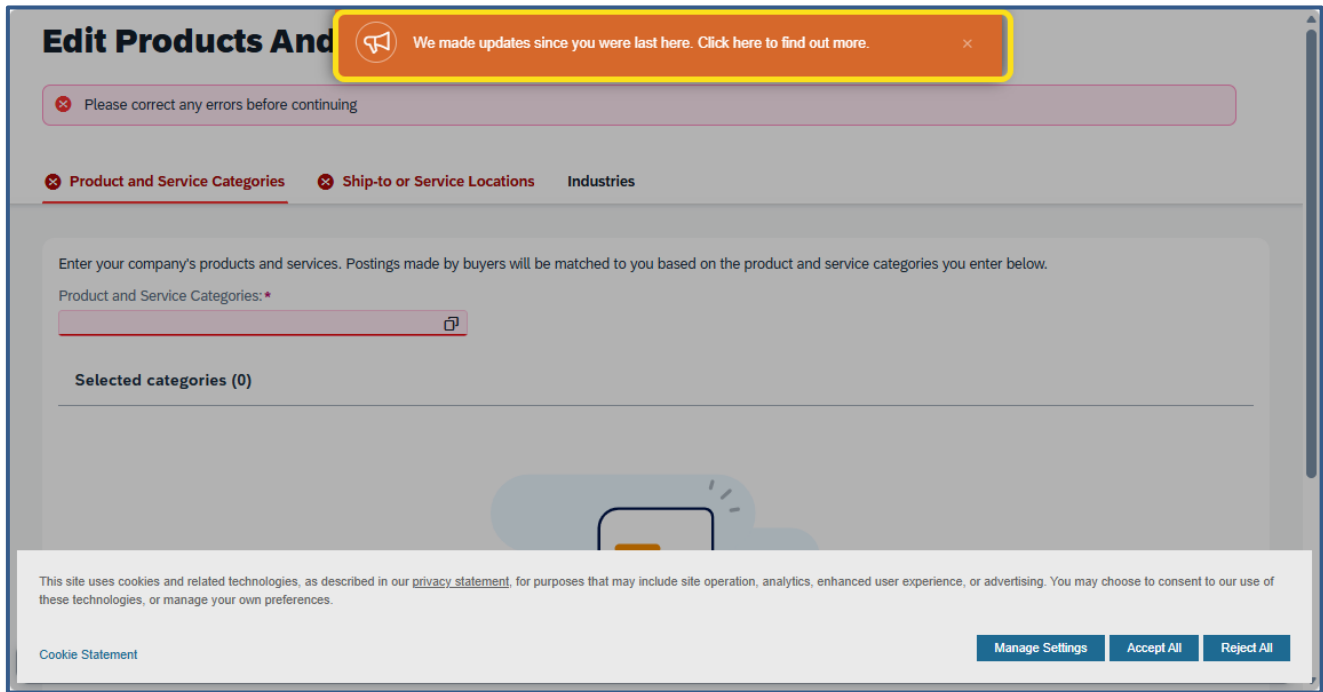 Edit Products And
We made updates since you were last here. Click here to find out more.
Please correct any errors before continuing
Product and Service Categories
Ship-to or Service Locations
Industries
Enter your company's products and services. Postings made by buyers will be matched to you based on the product and service categories you enter below.
Product and Service Categories:*
Selected categories (0)
This site uses cookies and related technologies, as described in our privacy statement, for purposes that may include site operation, analytics, enhanced user experience, or advertising. You may choose to consent to our use of
these technologies, or manage your own preferences.
Cookie Statement
Manage Settings
Accept All
Reject All